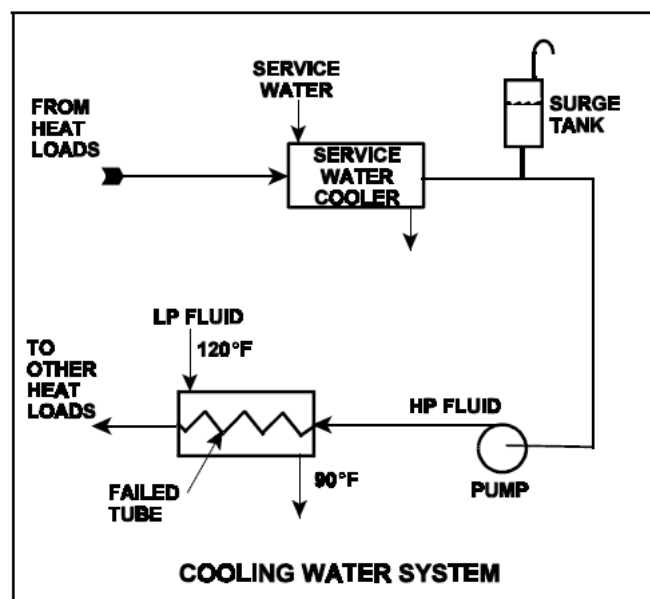 SERVICE
WATER
FROM
HEAT
LOADS
SURGE
TANK
SERVICE
WATER
COOLER
LP FLUID
120°F
TO
OTHER
HEAT
LOADS
HP FLUID
90°F
FAILED
TUBE
PUMP
COOLING WATER SYSTEM